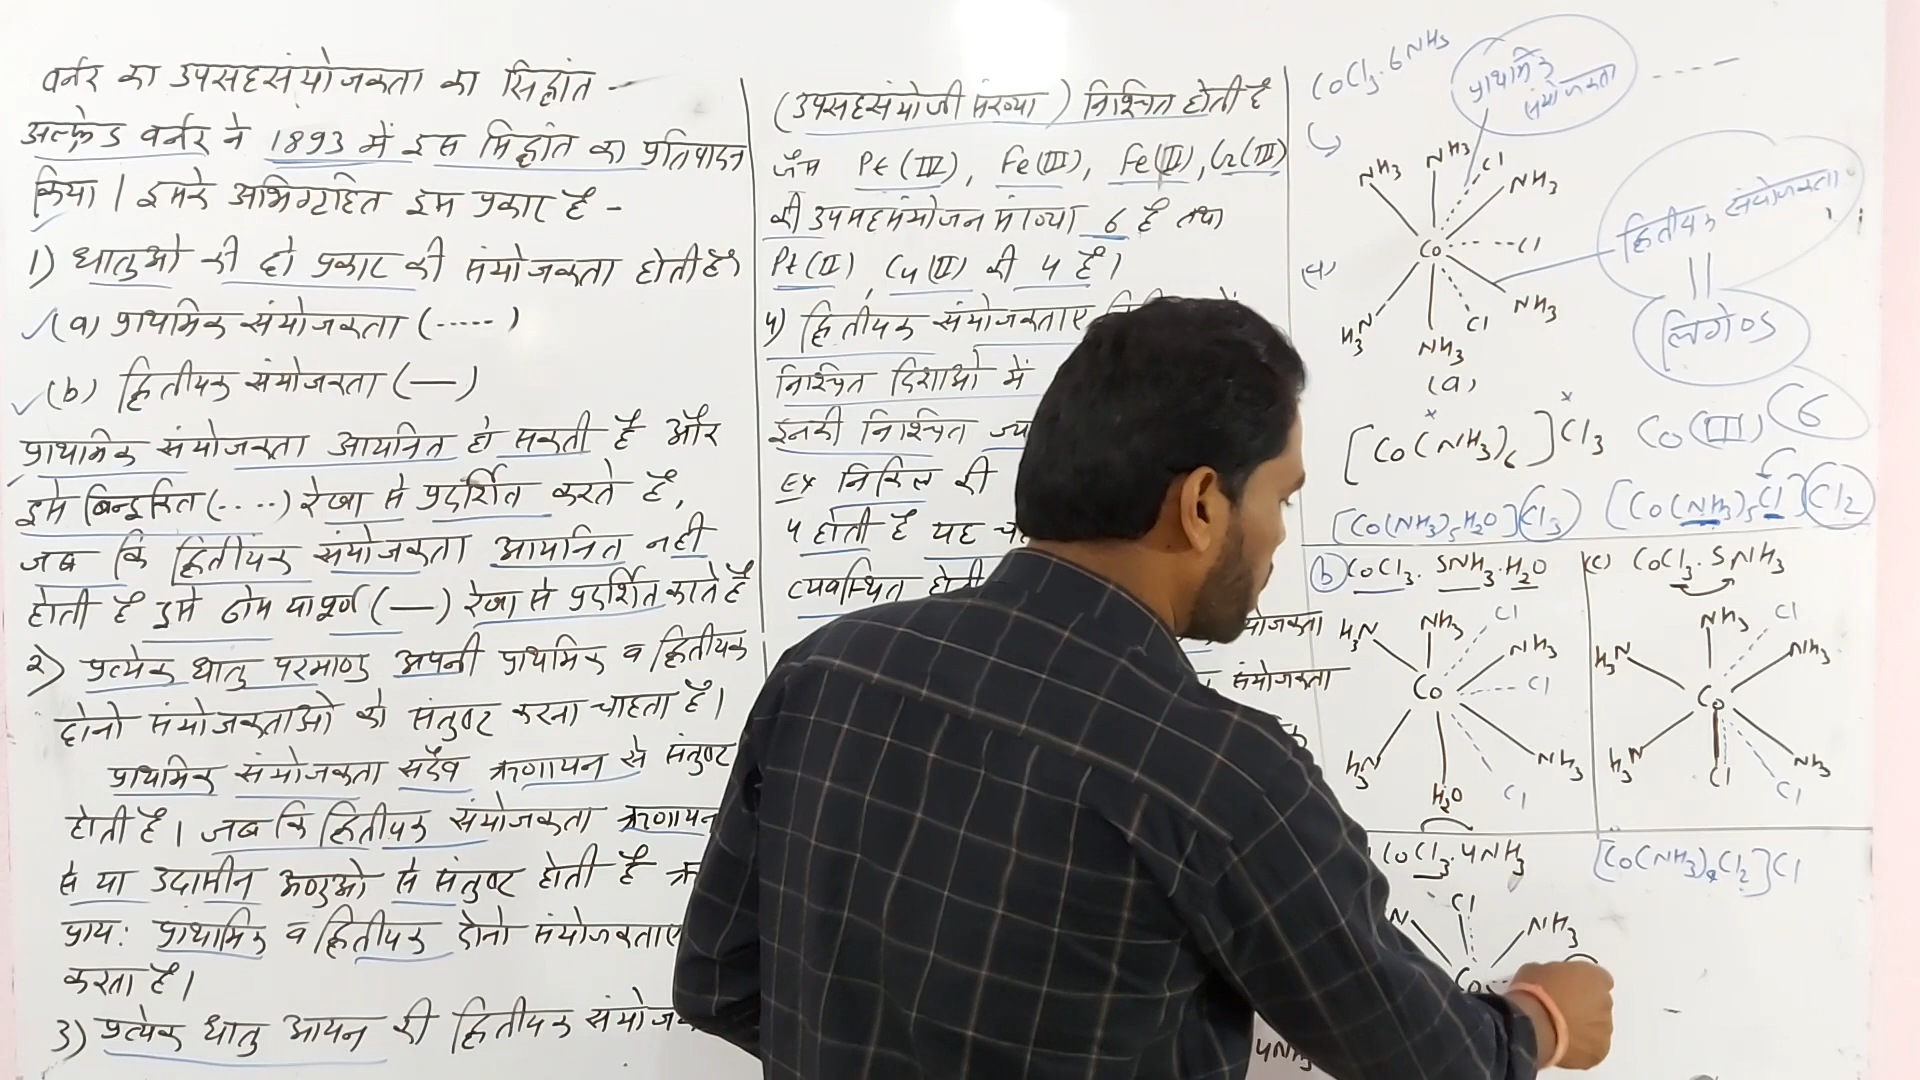 वर्नर का उपसहसंयोजकता का सिद्धांत -
अल्फ्रेड वर्नर ने 1893 में इस सिद्धांत का प्रतिपादन
किया। इसके अभिगृहित इस प्रकार है -
1) धातुओ की दो प्रकार की संयोजकता होती है
(a) प्राथमिक संयोजकता (-----)
(b) द्वितीयक संयोजकता (—)
प्राथमिक संयोजकता आयनित हो सकती है और
इसे बिन्दुकित (....) रेखा से प्रदर्शित करते है,
जब कि द्वितीयक संयोजकता आयनित नही
होती है इसे ठोस या पूर्ण (—) रेखा से प्रदर्शित करते है
2) प्रत्येक धातु परमाणु अपनी प्राथमिक व द्वितीयक
दोनो संयोजकताओ को संतुष्ट करना चाहता है।
प्राथमिक संयोजकता सदैव ऋणायन से संतुष्ट
होती है। जब कि द्वितीयक संयोजकता ऋणायन
से या उदासीन अणुओ से संतुष्ट होती है
प्राय: प्राथमिक व द्वितीयक दोनो संयोजकताए
करता है।
3) प्रत्येक धातु आयन की द्वितीयक
(उपसहसंयोजी संख्या) निश्चित होती है
जैसे Pt(IV), Fe(III), Fe(II), Cr(III)
की उपसहसंयोजन संख्या 6 है तथा
Pt(II), Cu(II) की 4 है।
4) द्वितीयक संयोजकताए
निश्चित दिशाओ में
इनकी निश्चित
Ex निकिल की
4 होती है यह
व्यवस्थित होती
संयोजकता
CoCl3.6NH3
प्राथमिक
संयोजकता
NH3 NH3 Cl NH3
Co Cl
(a)
H3N NH3 Cl NH3
(a)
द्वितीयक संयोजकता
लिगेण्ड
[Co(NH3)6]Cl3 Co(III) 6
[Co(NH3)5H2O]Cl3 [Co(NH3)5Cl]Cl2
(b) CoCl3.5NH3.H2O
H3N NH3 Cl NH3
Co Cl
H3N H2O Cl NH3
(c) CoCl3.5NH3
H3N NH3 Cl NH3
Co
H3N Cl Cl NH3
CoCl3.4NH3 [Co(NH3)4Cl2]Cl
N Cl NH3
Co
4NH3